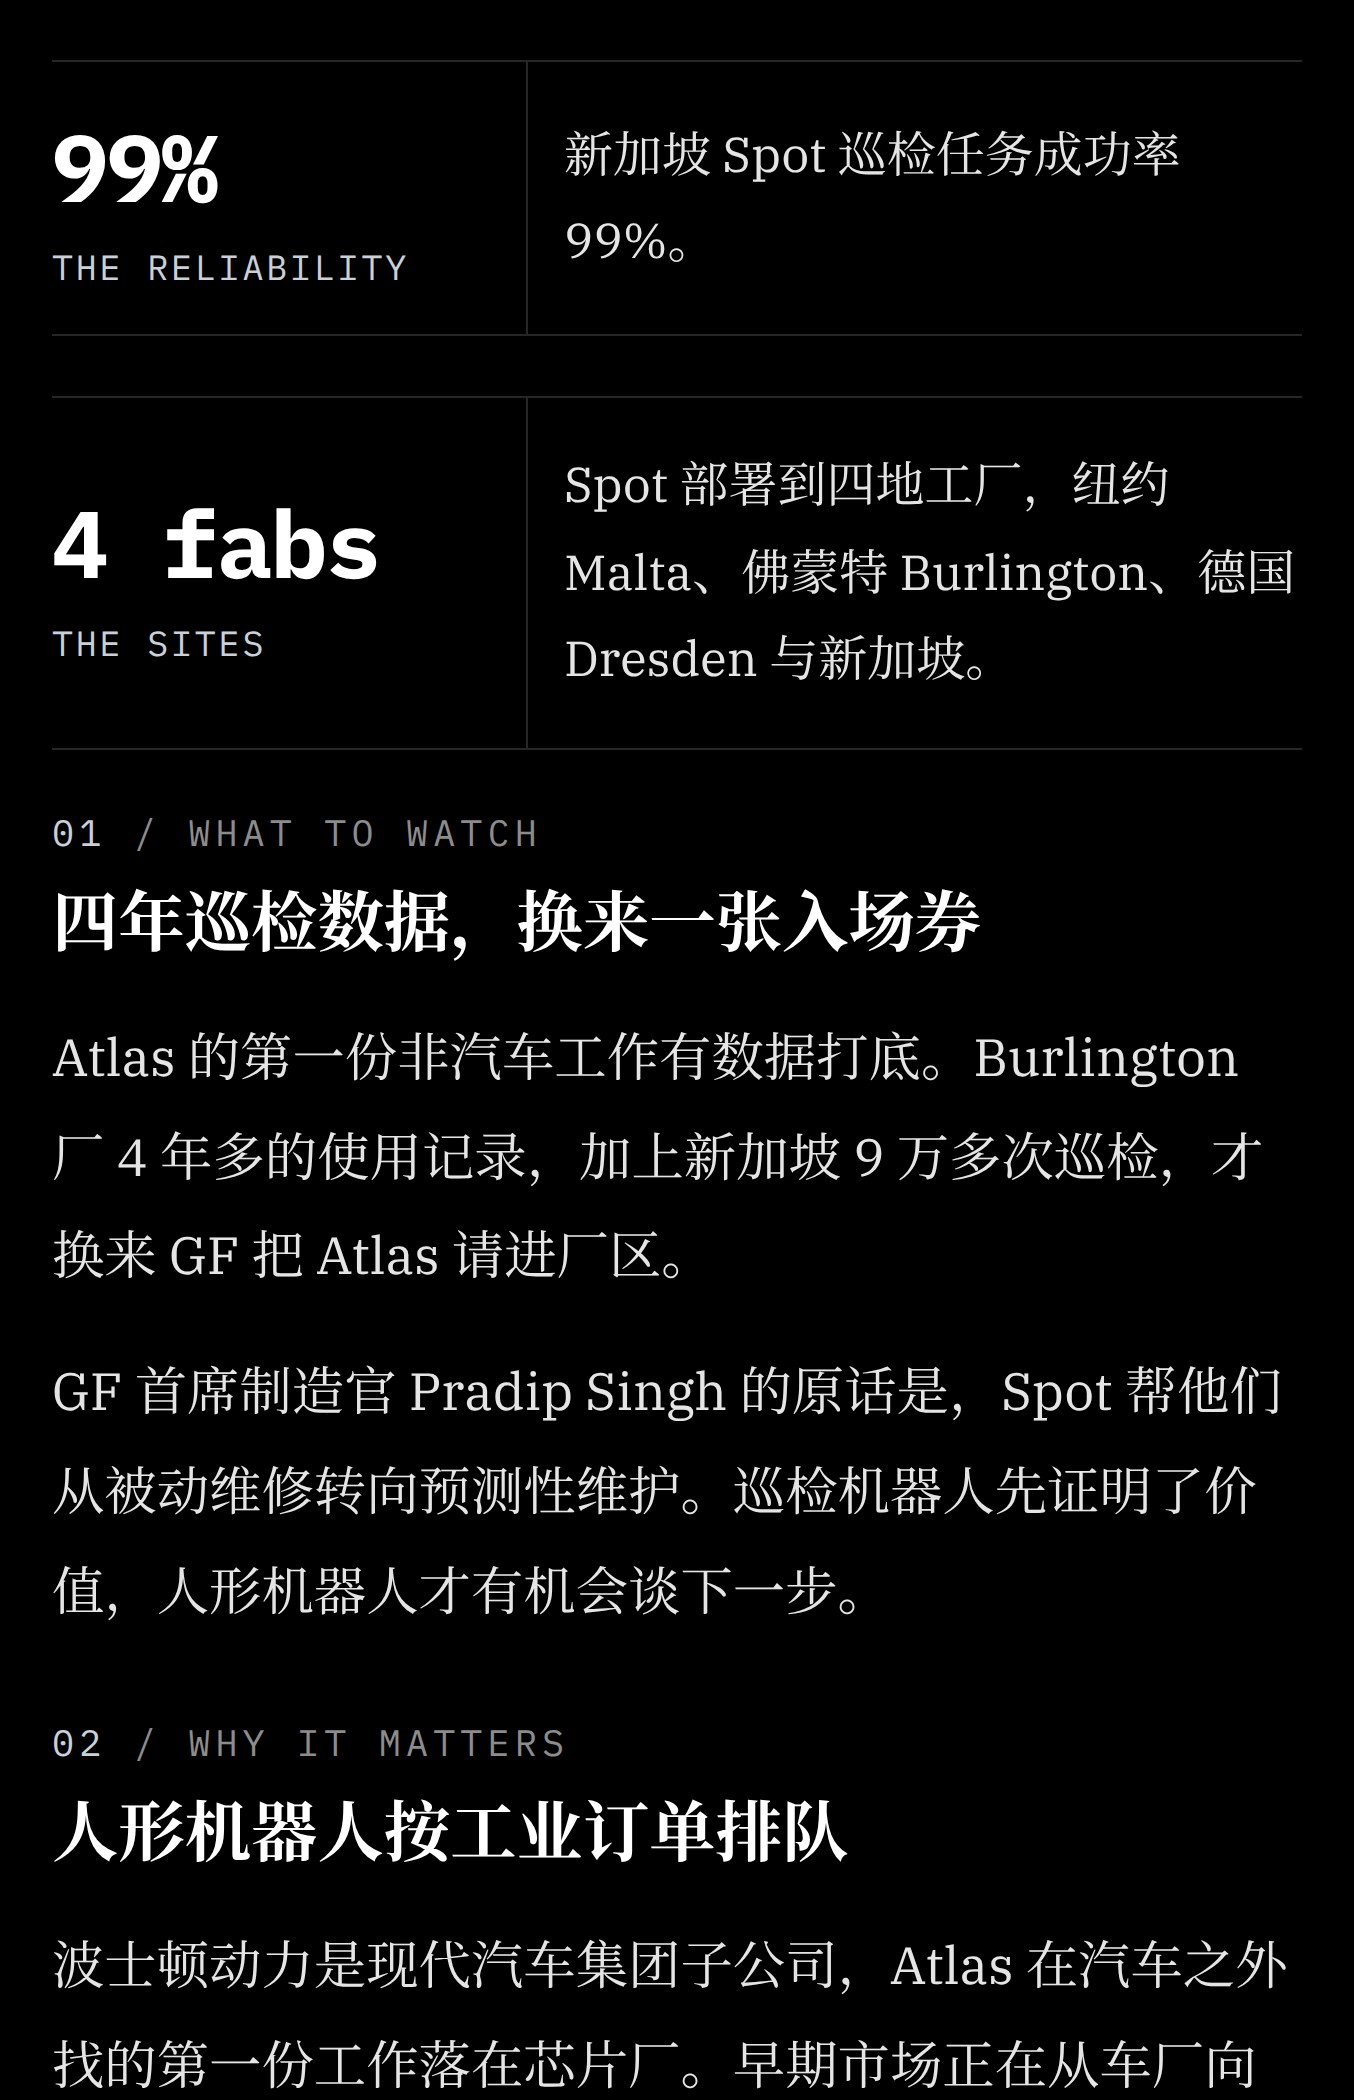 99%
THE RELIABILITY
新加坡 Spot 巡检任务成功率
99%。
4 fabs
THE SITES
Spot 部署到四地工厂，纽约
Malta、佛蒙特 Burlington、德国
Dresden 与新加坡。
01 / WHAT TO WATCH
四年巡检数据，换来一张入场券
Atlas 的第一份非汽车工作有数据打底。Burlington
厂 4 年多的使用记录，加上新加坡 9 万多次巡检，才
换来 GF 把 Atlas 请进厂区。
GF 首席制造官 Pradip Singh 的原话是，Spot 帮他们
从被动维修转向预测性维护。巡检机器人先证明了价
值，人形机器人才有机会谈下一步。
02 / WHY IT MATTERS
人形机器人按工业订单排队
波士顿动力是现代汽车集团子公司，Atlas 在汽车之外
找的第一份工作落在芯片厂。早期市场正在从车厂向